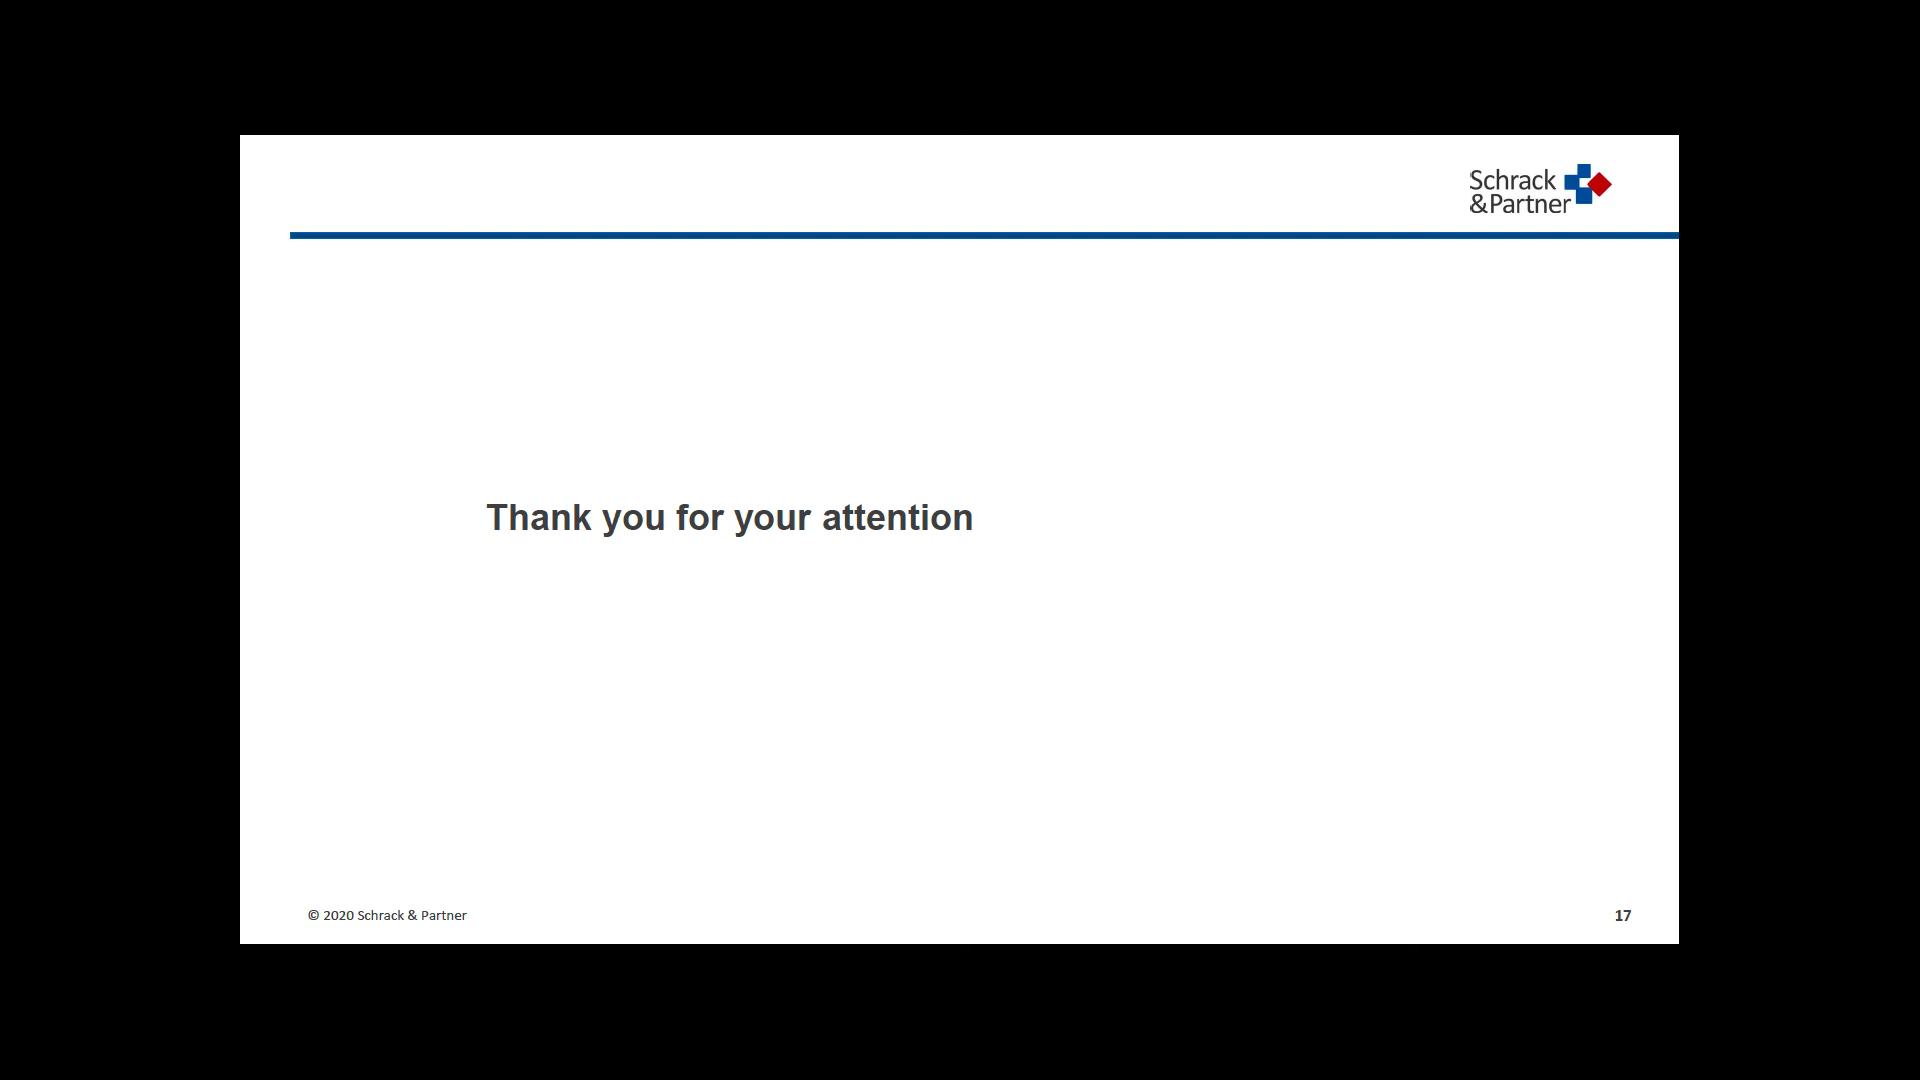 Schrack
&Partner
Thank you for your attention
© 2020 Schrack & Partner
17